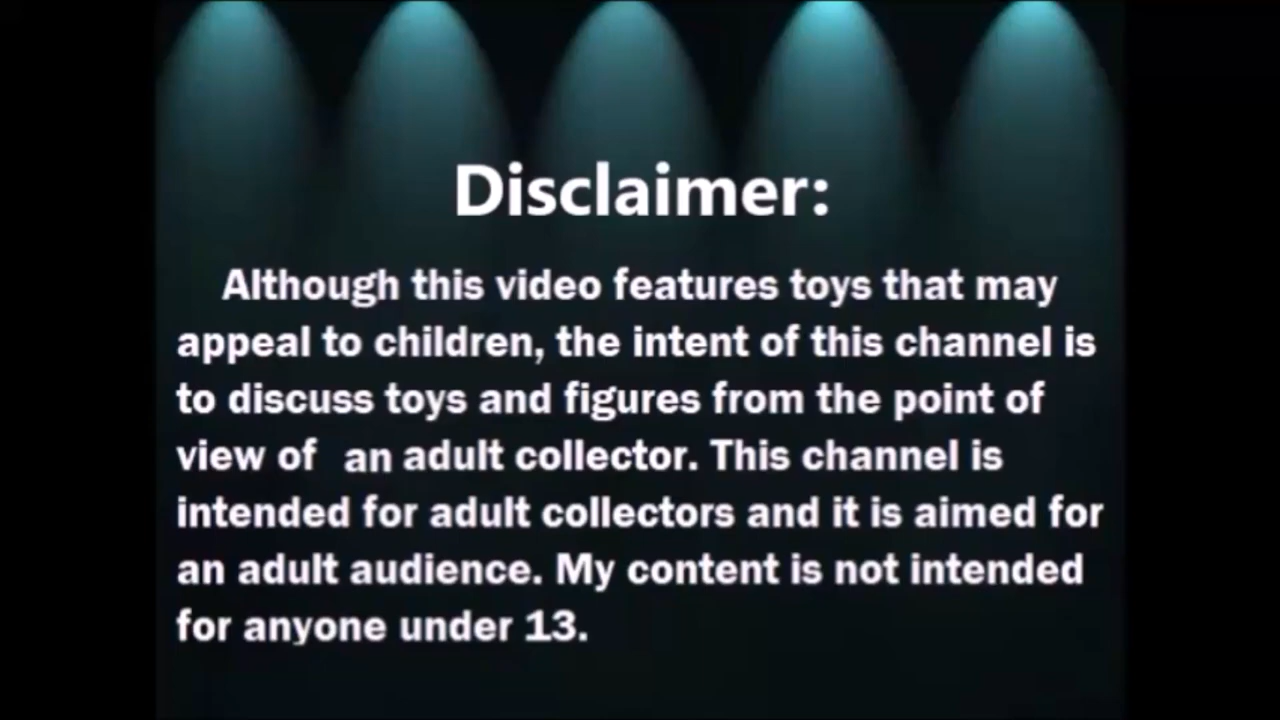 Disclaimer:
Although this video features toys that may
appeal to children, the intent of this channel is
to discuss toys and figures from the point of
view of an adult collector. This channel is
intended for adult collectors and it is aimed for
an adult audience. My content is not intended
for anyone under 13.